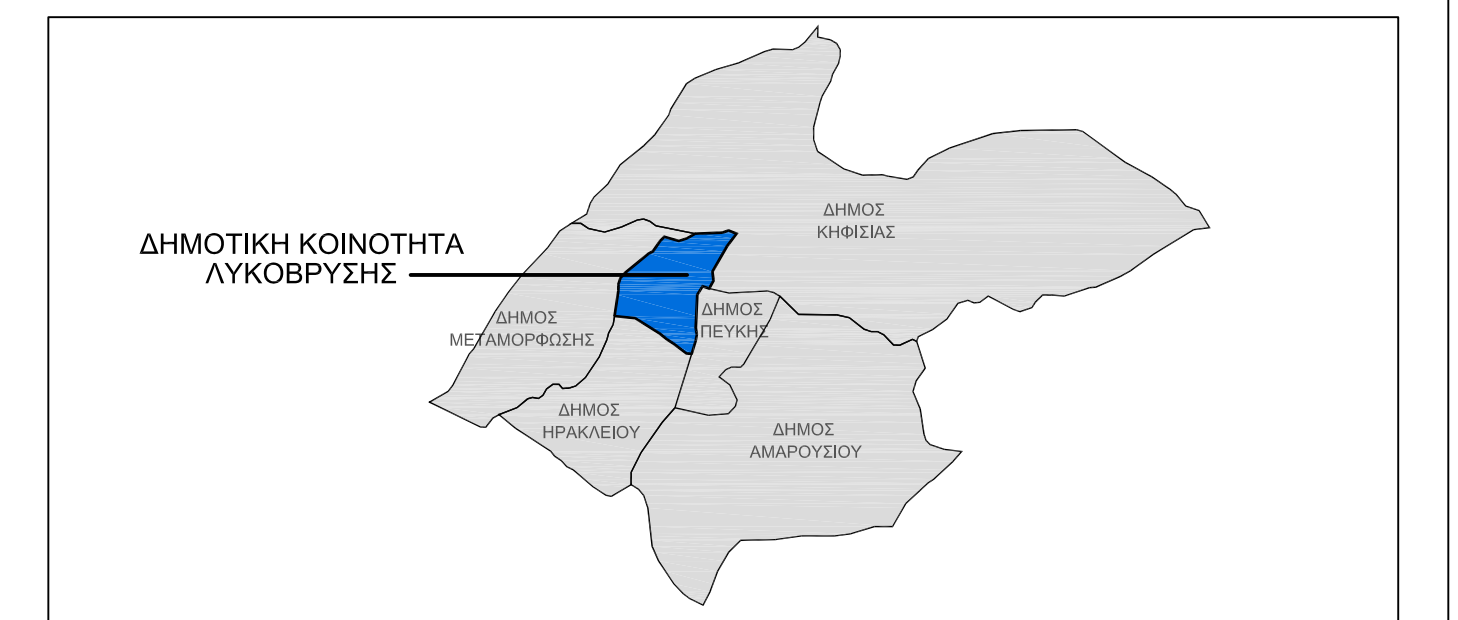 ΔΗΜΟΣ
ΚΗΦΙΣΙΑΣ
ΔΗΜΟΤΙΚΗ ΚΟΙΝΟΤΗΤΑ
ΛΥΚΟΒΡΥΣΗΣ
ΔΗΜΟΣ
ΜΕΤΑΜΟΡΦΩΣΗΣ
ΔΗΜΟΣ
ΠΕΥΚΗΣ
ΔΗΜΟΣ
ΗΡΑΚΛΕΙΟΥ
ΔΗΜΟΣ
ΑΜΑΡΟΥΣΙΟΥ